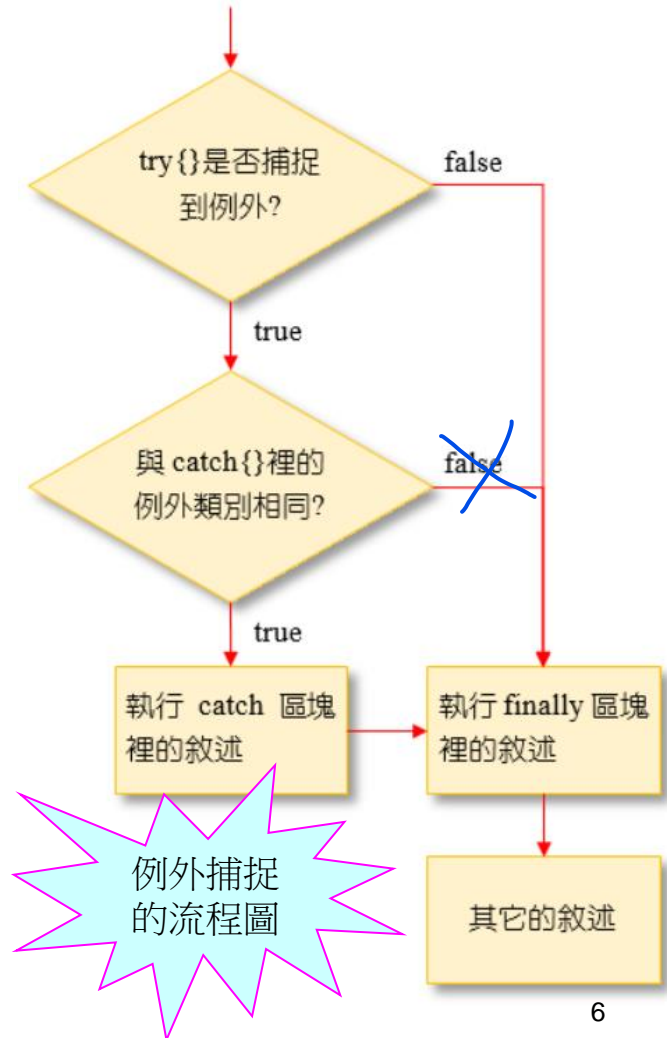 try{}是否捕捉
到例外?
false
true
與 catch{}裡的
例外類別相同?
false
true
執行 catch 區塊
裡的敘述
執行 finally 區塊
裡的敘述
例外捕捉
的流程圖
其它的敘述
6